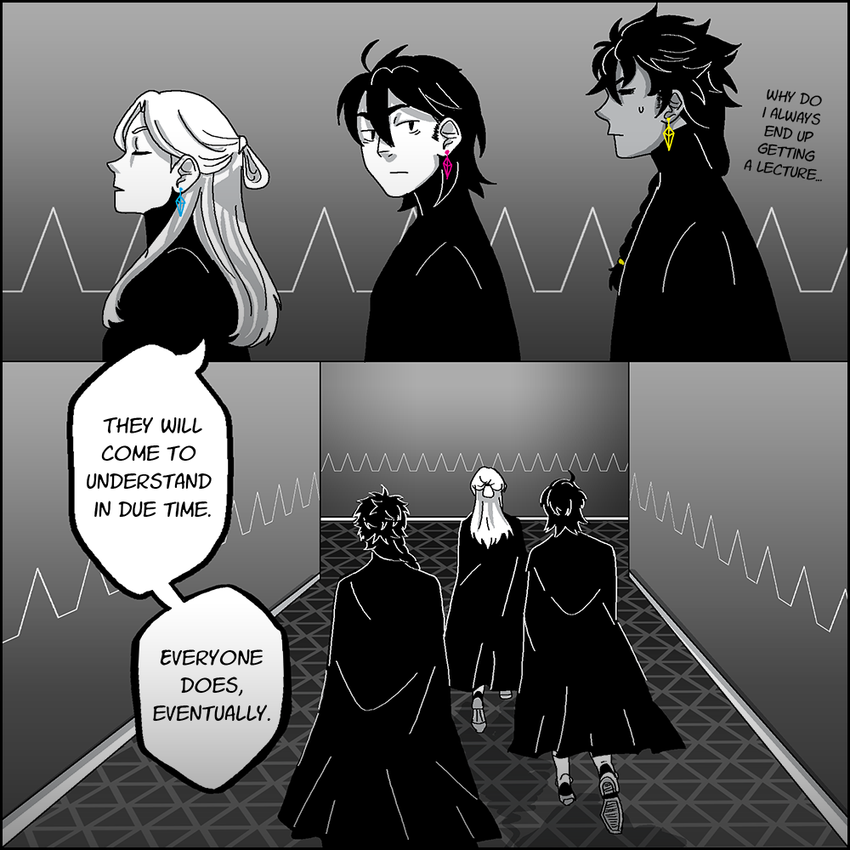 WHY DO
I ALWAYS
END UP
GETTING
A LECTURE...
THEY WILL
COME TO
UNDERSTAND
IN DUE TIME.
EVERYONE
DOES,
EVENTUALLY.